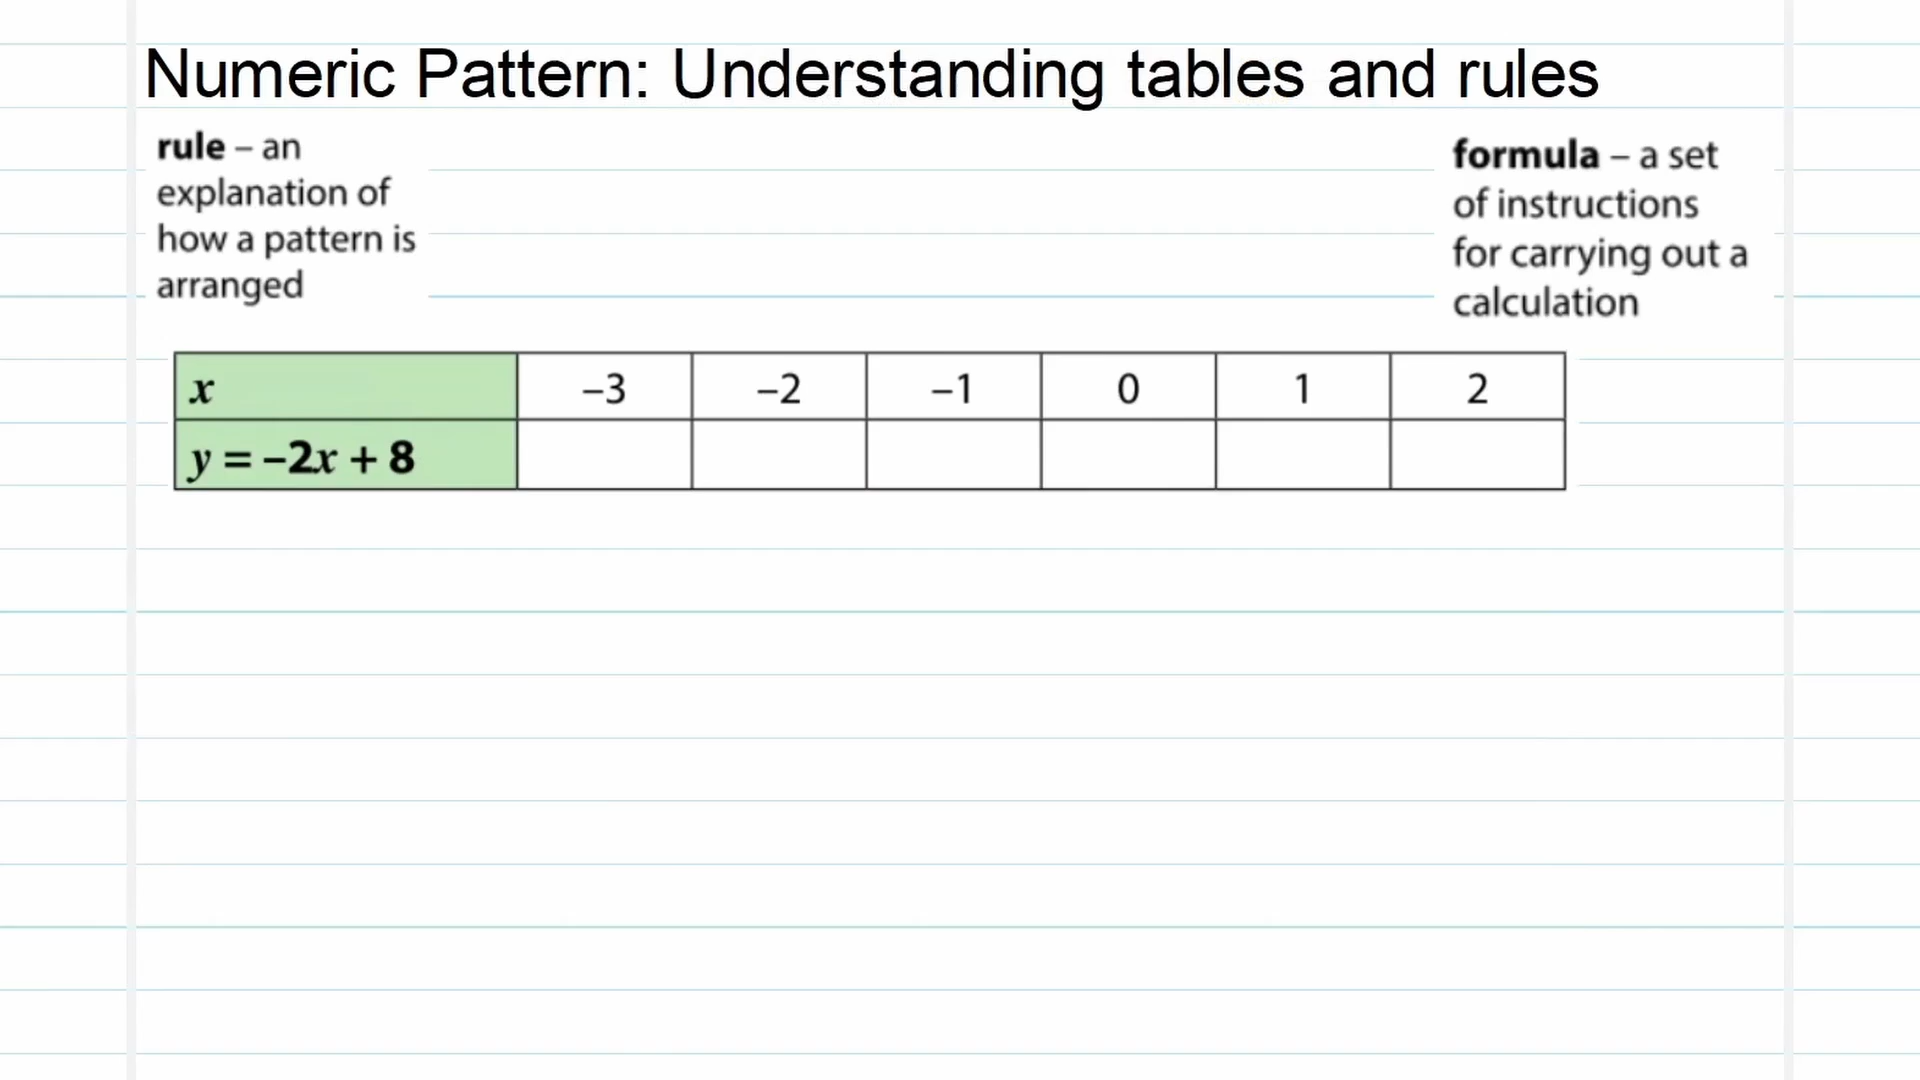 Numeric Pattern: Understanding tables and rules
rule – an
explanation of
how a pattern is
arranged
formula – a set
of instructions
for carrying out a
calculation
x –3 –2 –1 0 1 2
y = –2x + 8